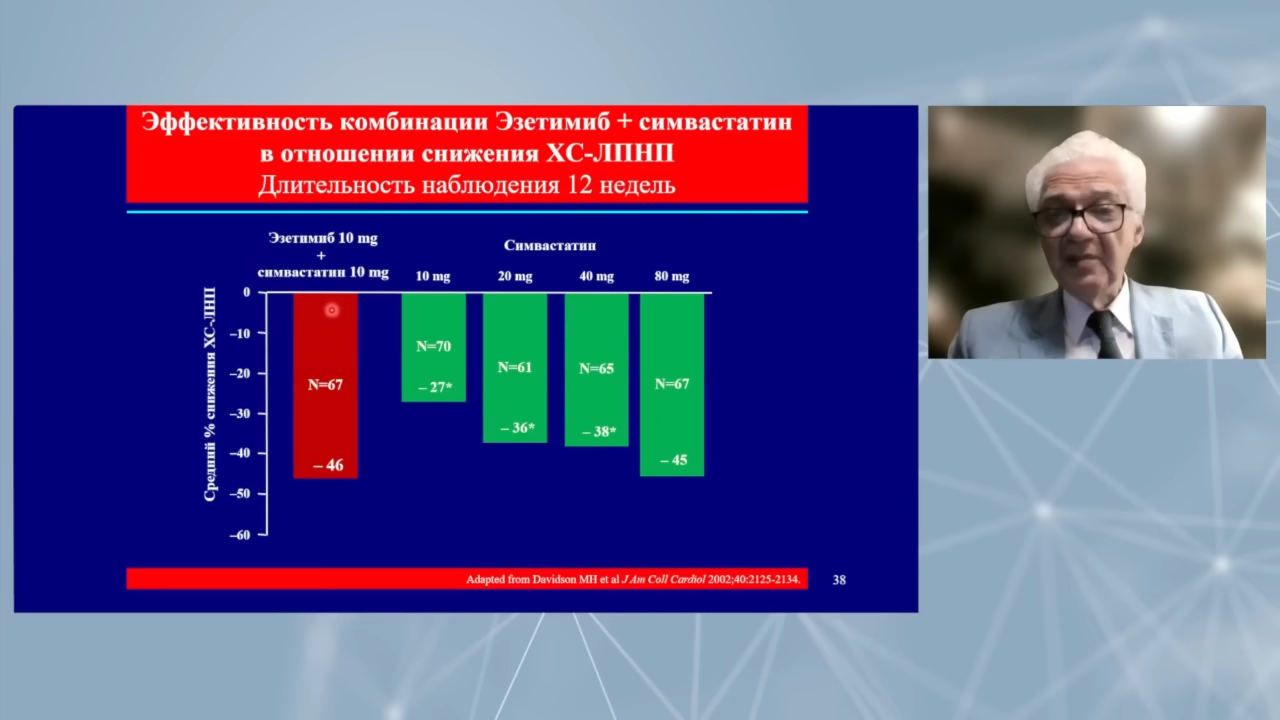 Эффективность комбинации Эзетимиб + симвастатин
в отношении снижения ХС-ЛПНП
Длительность наблюдения 12 недель
Эзетимиб 10 mg
+
симвастатин 10 mg
Симвастатин
10 mg
20 mg
40 mg
80 mg
Средний % снижения ХС-ЛНП
0
–10
–20
–30
–40
–50
–60
N=67
– 46
N=70
– 27*
N=61
– 36*
N=65
– 38*
N=67
– 45
Adapted from Davidson MH et al J Am Coll Cardiol 2002;40:2125-2134.
38